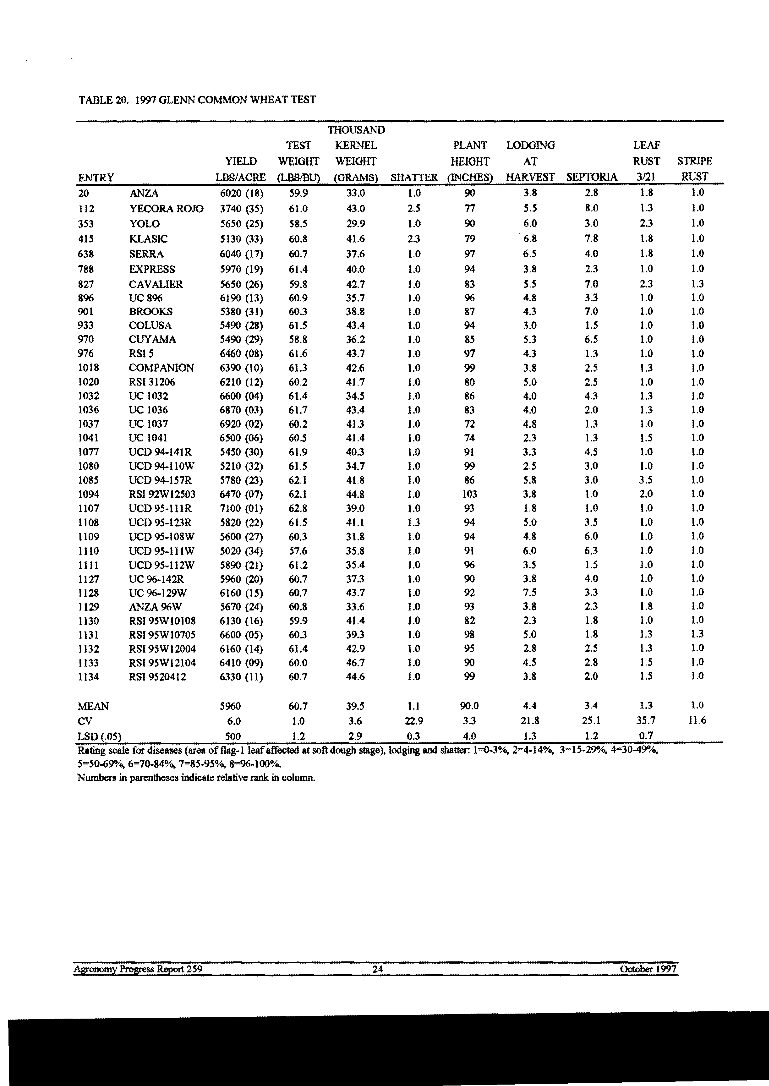 TABLE 20. 1997 GLENN COMMON WHEAT TEST
THOUSAND
TEST KERNEL PLANT LODGING LEAF
YIELD WEIGHT WEIGHT HEIGHT AT RUST STRIPE
ENTRY LBS/ACRE (LBS/BU) (GRAMS) SHATTER (INCHES) HARVEST SEPTORIA 3/21 RUST
20 ANZA 6020 (18) 59.9 33.0 1.0 90 3.8 2.8 1.8 1.0
112 YECORA ROJO 3740 (35) 61.0 43.0 2.5 77 5.5 8.0 1.3 1.0
353 YOLO 5650 (25) 58.5 29.9 1.0 90 6.0 3.0 2.3 1.0
415 KLASIC 5130 (33) 60.8 41.6 2.3 79 6.8 7.8 1.8 1.0
638 SERRA 6040 (17) 60.7 37.6 1.0 97 6.5 4.0 1.8 1.0
788 EXPRESS 5970 (19) 61.4 40.0 1.0 94 3.8 2.3 1.0 1.0
827 CAVALIER 5650 (26) 59.8 42.7 1.0 83 5.5 7.0 2.3 1.3
896 UC 896 6190 (13) 60.9 35.7 1.0 96 4.8 3.3 1.0 1.0
901 BROOKS 5380 (31) 60.3 38.8 1.0 87 4.3 7.0 1.0 1.0
933 COLUSA 5490 (28) 61.5 43.4 1.0 94 3.0 1.5 1.0 1.0
970 CUYAMA 5490 (29) 58.8 36.2 1.0 85 5.3 6.5 1.0 1.0
976 RSI 5 6460 (08) 61.6 43.7 1.0 97 4.3 1.3 1.0 1.0
1018 COMPANION 6390 (10) 61.3 42.6 1.0 99 3.8 2.5 1.3 1.0
1020 RSI 31206 6210 (12) 60.2 41.7 1.0 80 5.0 2.5 1.0 1.0
1032 UC 1032 6600 (04) 61.4 34.5 1.0 86 4.0 4.3 1.3 1.0
1036 UC 1036 6870 (03) 61.7 43.4 1.0 83 4.0 2.0 1.3 1.0
1037 UC 1037 6920 (02) 60.2 41.3 1.0 72 4.8 1.3 1.0 1.0
1041 UC 1041 6500 (06) 60.5 41.4 1.0 74 2.3 1.3 1.5 1.0
1077 UCD 94-141R 5450 (30) 61.9 40.3 1.0 91 3.3 4.5 1.0 1.0
1080 UCD 94-110W 5210 (32) 61.5 34.7 1.0 99 2.5 3.0 1.0 1.0
1085 UCD 94-157R 5780 (23) 62.1 41.8 1.0 86 5.8 3.0 3.5 1.0
1094 RSI 92W12503 6470 (07) 62.1 44.8 1.0 103 3.8 1.0 2.0 1.0
1107 UCD 95-111R 7100 (01) 62.8 39.0 1.0 93 1.8 1.0 1.0 1.0
1108 UCD 95-123R 5820 (22) 61.5 41.1 1.3 94 5.0 3.5 1.0 1.0
1109 UCD 95-108W 5600 (27) 60.3 31.8 1.0 94 4.8 6.0 1.0 1.0
1110 UCD 95-111W 5020 (34) 57.6 35.8 1.0 91 6.0 6.3 1.0 1.0
1111 UCD 95-112W 5890 (21) 61.2 35.4 1.0 96 3.5 1.5 1.0 1.0
1127 UC 96-142R 5960 (20) 60.7 37.3 1.0 90 3.8 4.0 1.0 1.0
1128 UC 96-129W 6160 (15) 60.7 43.7 1.0 92 7.5 3.3 1.0 1.0
1129 ANZA 96W 5670 (24) 60.8 33.6 1.0 93 3.8 2.3 1.8 1.0
1130 RSI 95W10108 6130 (16) 59.9 41.4 1.0 82 2.3 1.8 1.0 1.0
1131 RSI 95W10705 6600 (05) 60.3 39.3 1.0 98 5.0 1.8 1.3 1.3
1132 RSI 93W12004 6160 (14) 61.4 42.9 1.0 95 2.8 2.5 1.3 1.0
1133 RSI 95W12104 6410 (09) 60.0 46.7 1.0 90 4.5 2.8 1.5 1.0
1134 RSI 9520412 6330 (11) 60.7 44.6 1.0 99 3.8 2.0 1.5 1.0
MEAN 5960 60.7 39.5 1.1 90.0 4.4 3.4 1.3 1.0
CV 6.0 1.0 3.6 22.9 3.3 21.8 25.1 35.7 11.6
LSD (.05) 500 1.2 2.9 0.3 4.0 1.3 1.2 0.7
Rating scale for diseases (area of flag-1 leaf affected at soft dough stage), lodging and shatter: 1=0-3%, 2=4-14%, 3=15-29%, 4=30-49%,
5=50-69%, 6=70-84%, 7=85-95%, 8=96-100%.
Numbers in parentheses indicate relative rank in column.
Agronomy Progress Report 259 24 October 1997